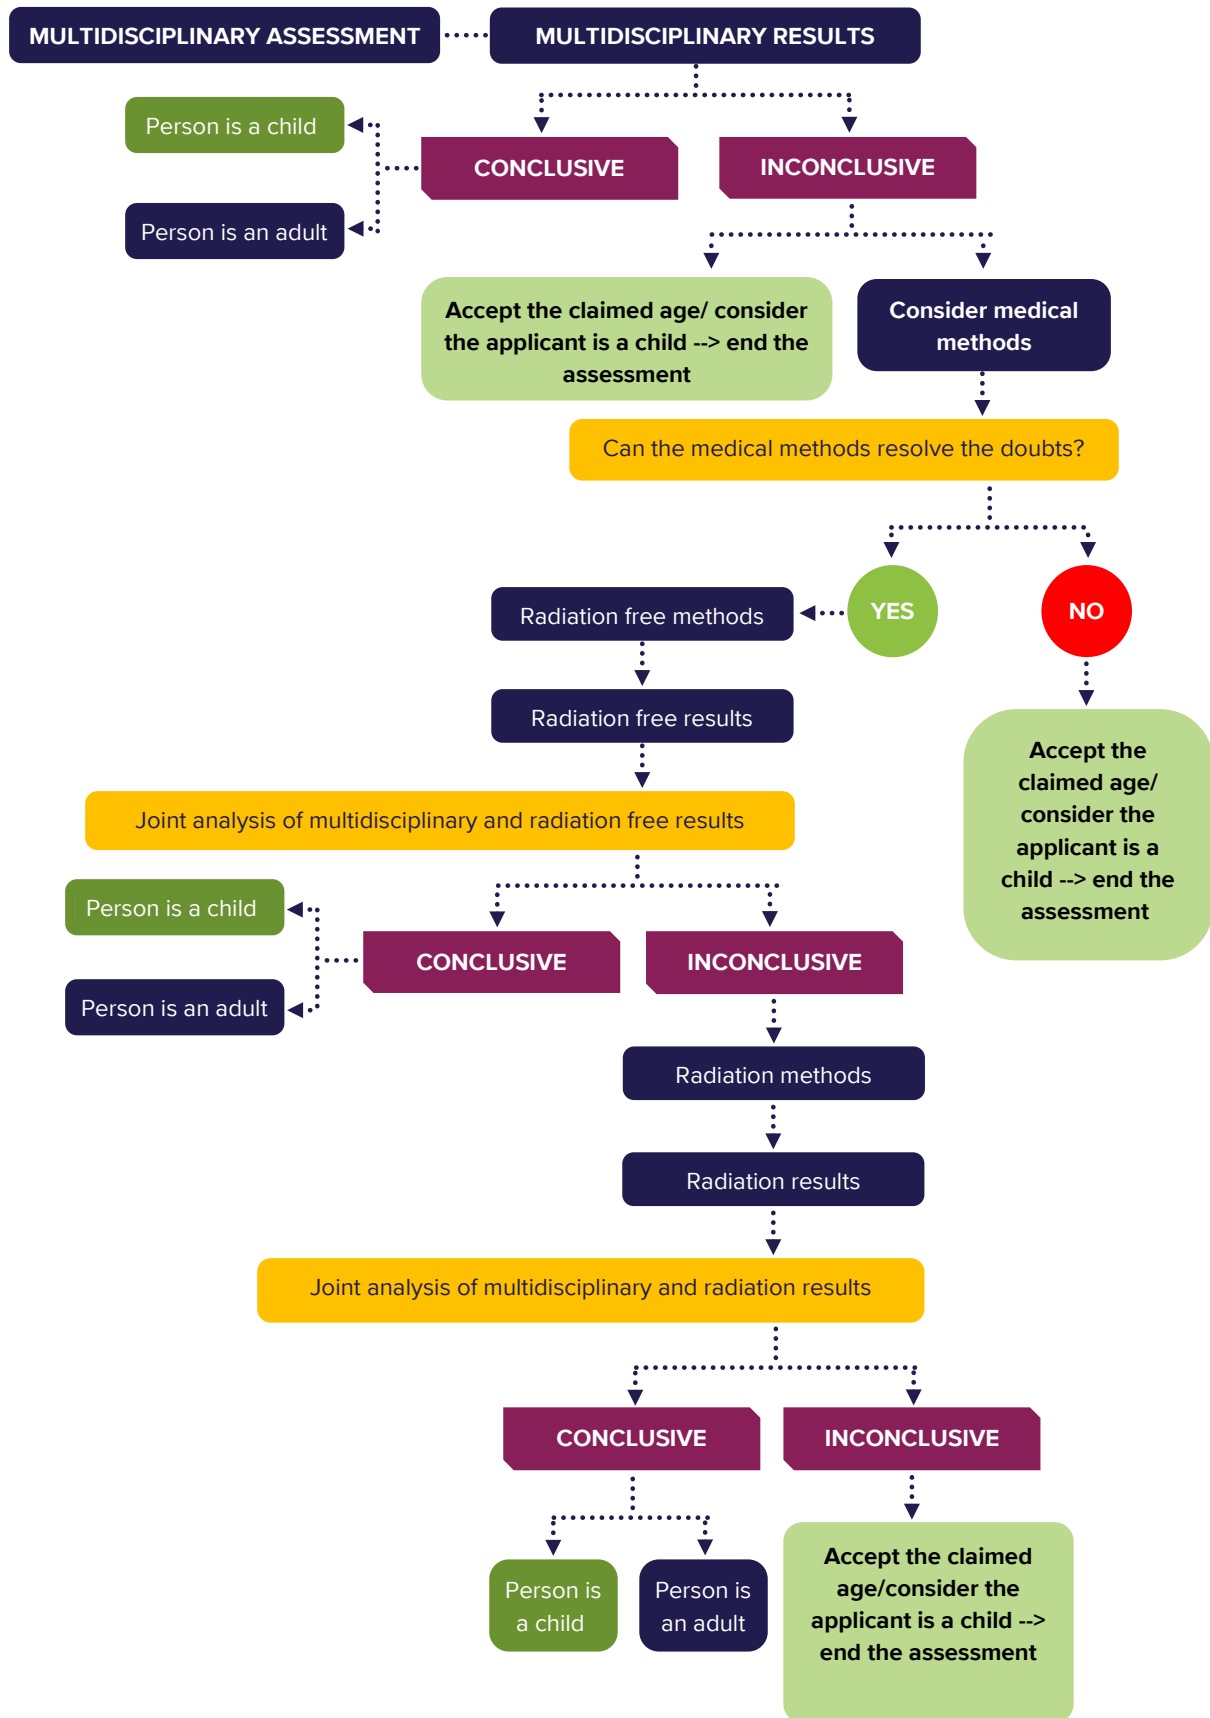 MULTIDISCIPLINARY ASSESSMENT
MULTIDISCIPLINARY RESULTS
Person is a child
CONCLUSIVE
INCONCLUSIVE
Person is an adult
Accept the claimed age/ consider
the applicant is a child --> end the
assessment
Consider medical
methods
Can the medical methods resolve the doubts?
YES
NO
Radiation free methods
Radiation free results
Accept the
claimed age/
consider the
applicant is a
child --> end the
assessment
Joint analysis of multidisciplinary and radiation free results
Person is a child
CONCLUSIVE
INCONCLUSIVE
Person is an adult
Radiation methods
Radiation results
Joint analysis of multidisciplinary and radiation results
CONCLUSIVE
INCONCLUSIVE
Person is
a child
Person is
an adult
Accept the claimed
age/consider the
applicant is a child -->
end the assessment